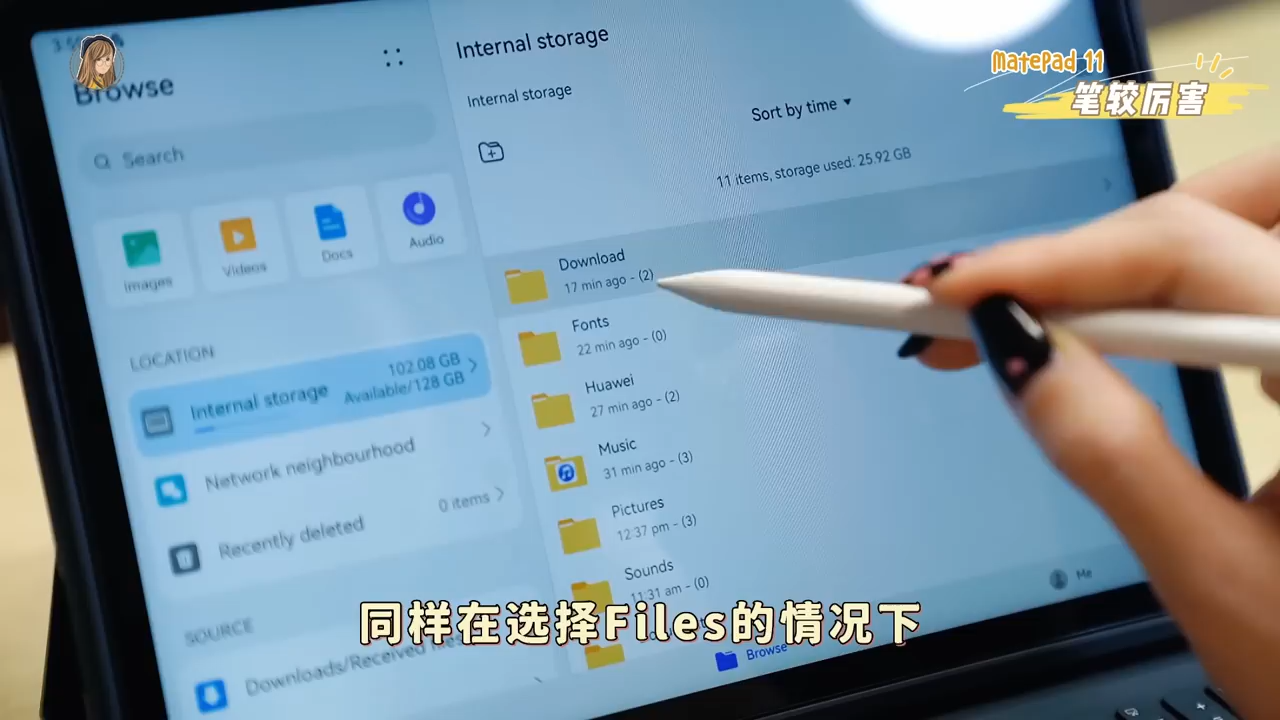 Browse
Search
Images
Videos
Docs
Audio
LOCATION
Internal storage
102.08 GB
Available/128 GB
Network neighbourhood
Recently deleted
0 items
SOURCE
Downloads/Received
Internal storage
Internal storage
Sort by time
11 items, storage used: 25.92 GB
Download
17 min ago - (2)
Fonts
22 min ago - (0)
Huawei
27 min ago - (2)
Music
31 min ago - (3)
Pictures
12:37 pm - (3)
Sounds
11:31 am - (0)
Browse
Me
MatePad 11
笔较厉害
同样在选择Files的情况下